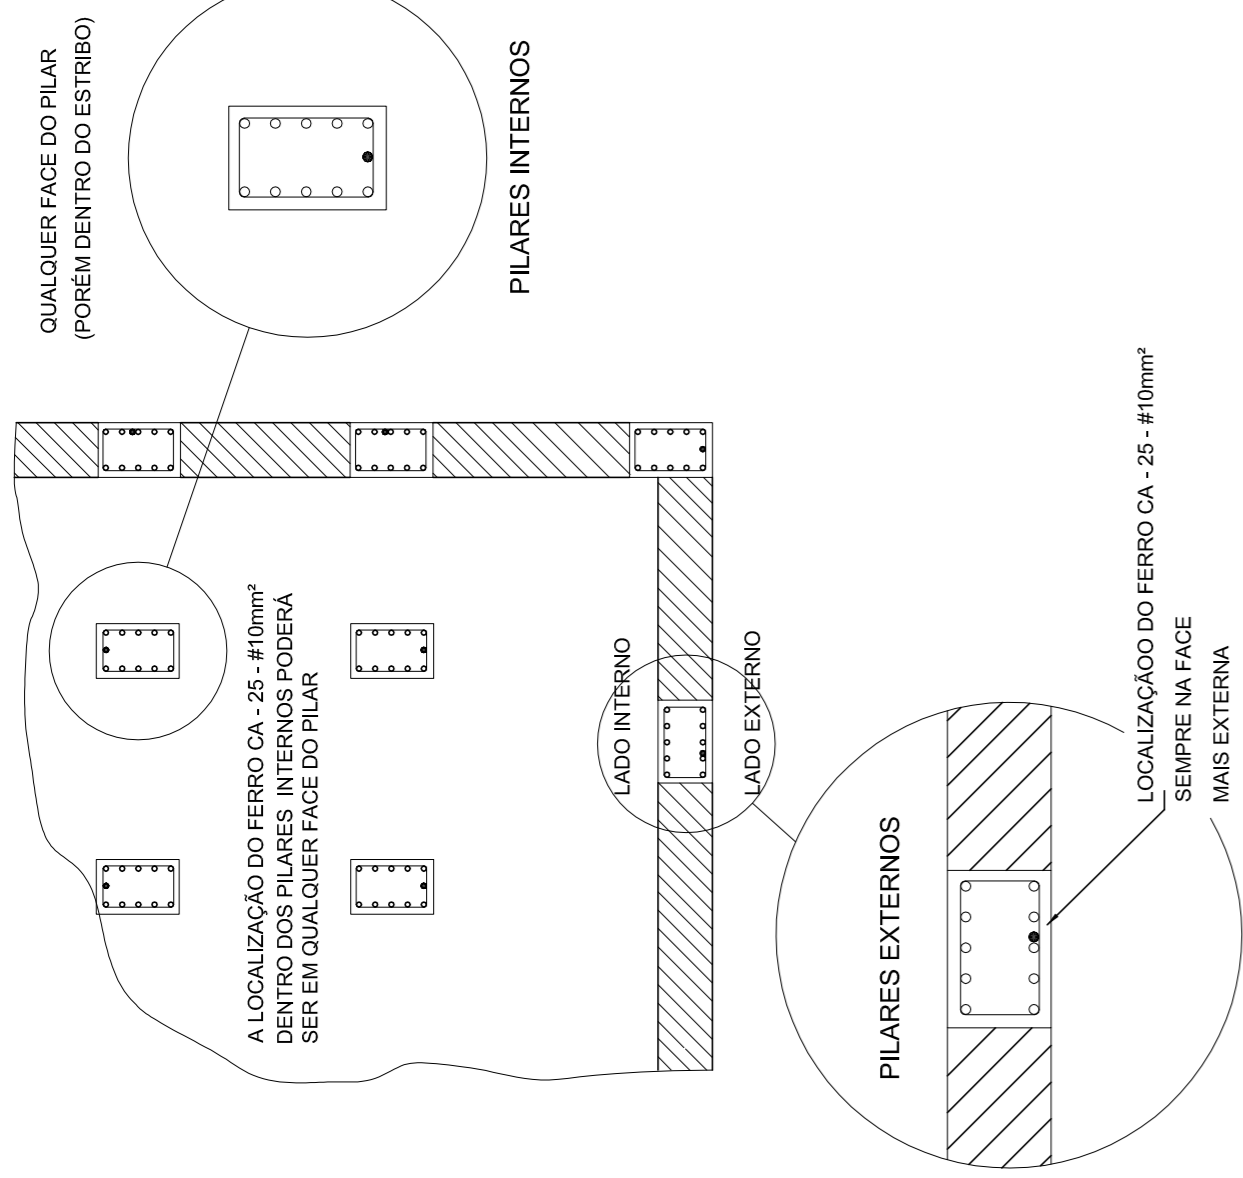 QUALQUER FACE DO PILAR
(PORÉM DENTRO DO ESTRIBO)
PILARES INTERNOS
A LOCALIZAÇÃO DO FERRO CA - 25 - #10mm²
DENTRO DOS PILARES INTERNOS PODERÁ
SER EM QUALQUER FACE DO PILAR
LADO INTERNO
LADO EXTERNO
PILARES EXTERNOS
LOCALIZAÇÃOO DO FERRO CA - 25 - #10mm²
SEMPRE NA FACE
MAIS EXTERNA